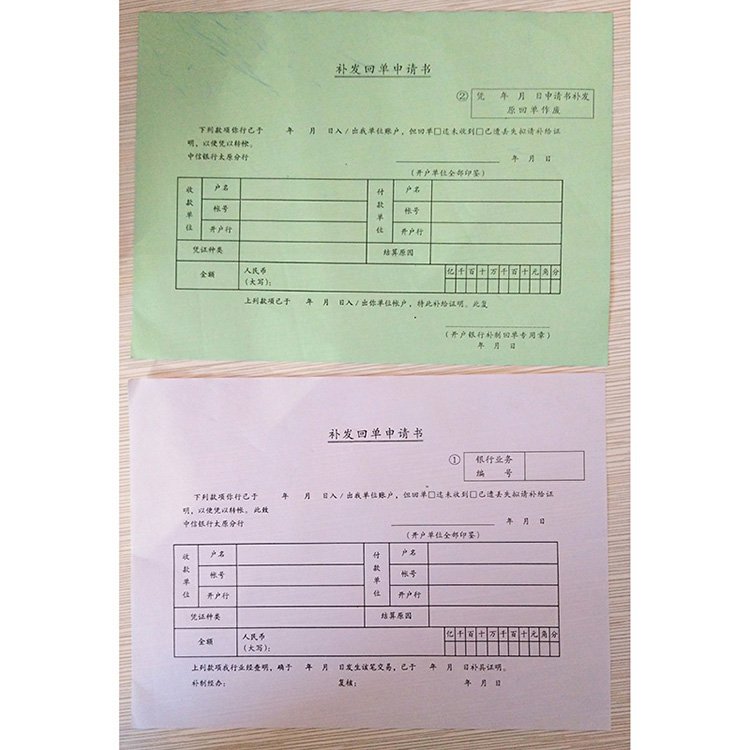 补发回单申请书
② 凭 年 月 日申请书补发
原回单作废
下列款项你行已于 年 月 日入/出我单位账户，但回单□还未收到□已遗丢失拟请补给证
明，以便凭以转帐。
中信银行太原分行 年 月 日
（开户单位全部印鉴）
收款单位 户名 付款单位 户名
帐号 帐号
开户行 开户行
凭证种类 结算原因
金额 人民币（大写）： 亿千百十万千百十元角分
上列款项已于 年 月 日入/出你单位帐户，特此补给证明。此复
（开户银行补制回单专用章）
年 月 日
补发回单申请书
① 银行业务
编 号
下列款项你行已于 年 月 日入/出我单位账户，但回单□还未收到□已遗丢失拟请补给证
明，以便凭以转帐。此致
中信银行太原分行 年 月 日
（开户单位全部印鉴）
收款单位 户名 付款单位 户名
帐号 帐号
开户行 开户行
凭证种类 结算原因
金额 人民币（大写）： 亿千百十万千百十元角分
上列款项我行业经查明，确于 年 月 日发生该笔交易，已于 年 月 日补具证明。
补制经办： 复核： 年 月 日